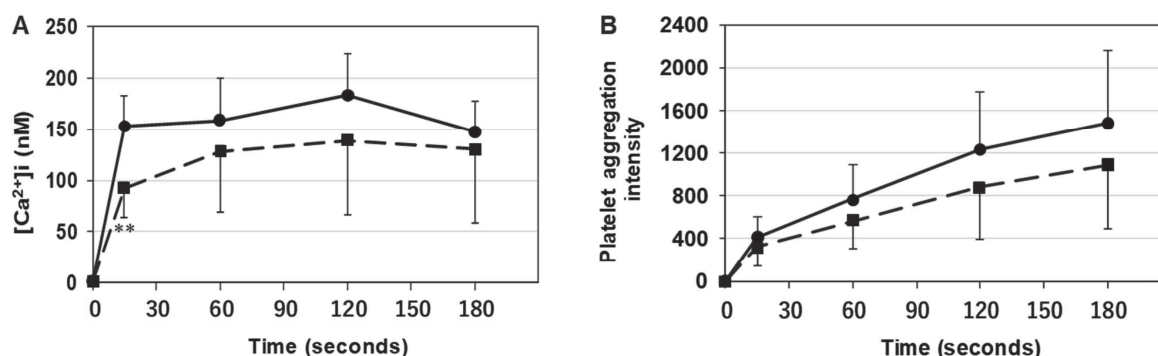 A
250
200
150
100
50
0
[Ca²⁺]i (nM)
**
0 30 60 90 120 150 180
Time (seconds)
B
2400
2000
1600
1200
800
400
0
Platelet aggregation
intensity
0 30 60 90 120 150 180
Time (seconds)